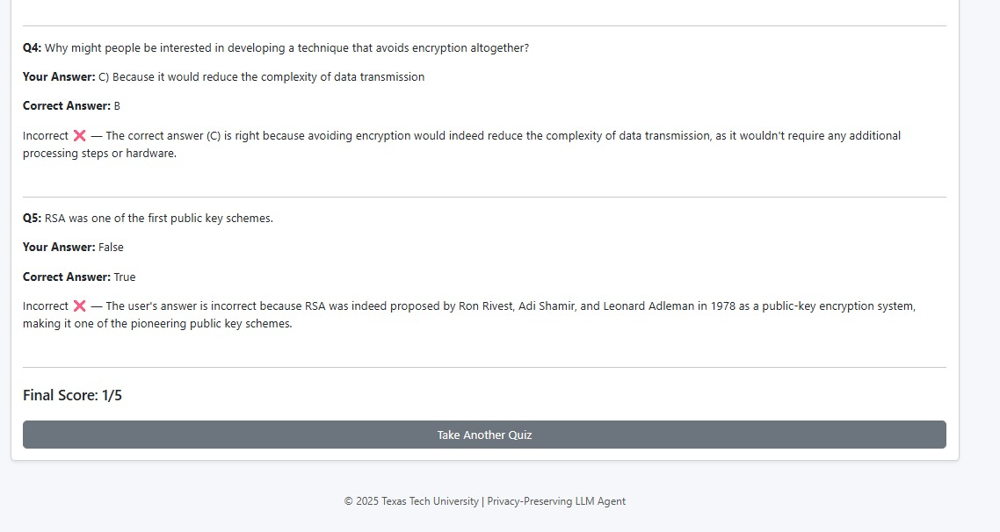 Q4: Why might people be interested in developing a technique that avoids encryption altogether?
Your Answer: C) Because it would reduce the complexity of data transmission
Correct Answer: B
Incorrect ❌ — The correct answer (C) is right because avoiding encryption would indeed reduce the complexity of data transmission, as it wouldn't require any additional
processing steps or hardware.
Q5: RSA was one of the first public key schemes.
Your Answer: False
Correct Answer: True
Incorrect ❌ — The user's answer is incorrect because RSA was indeed proposed by Ron Rivest, Adi Shamir, and Leonard Adleman in 1978 as a public-key encryption system,
making it one of the pioneering public key schemes.
Final Score: 1/5
Take Another Quiz
© 2025 Texas Tech University | Privacy-Preserving LLM Agent